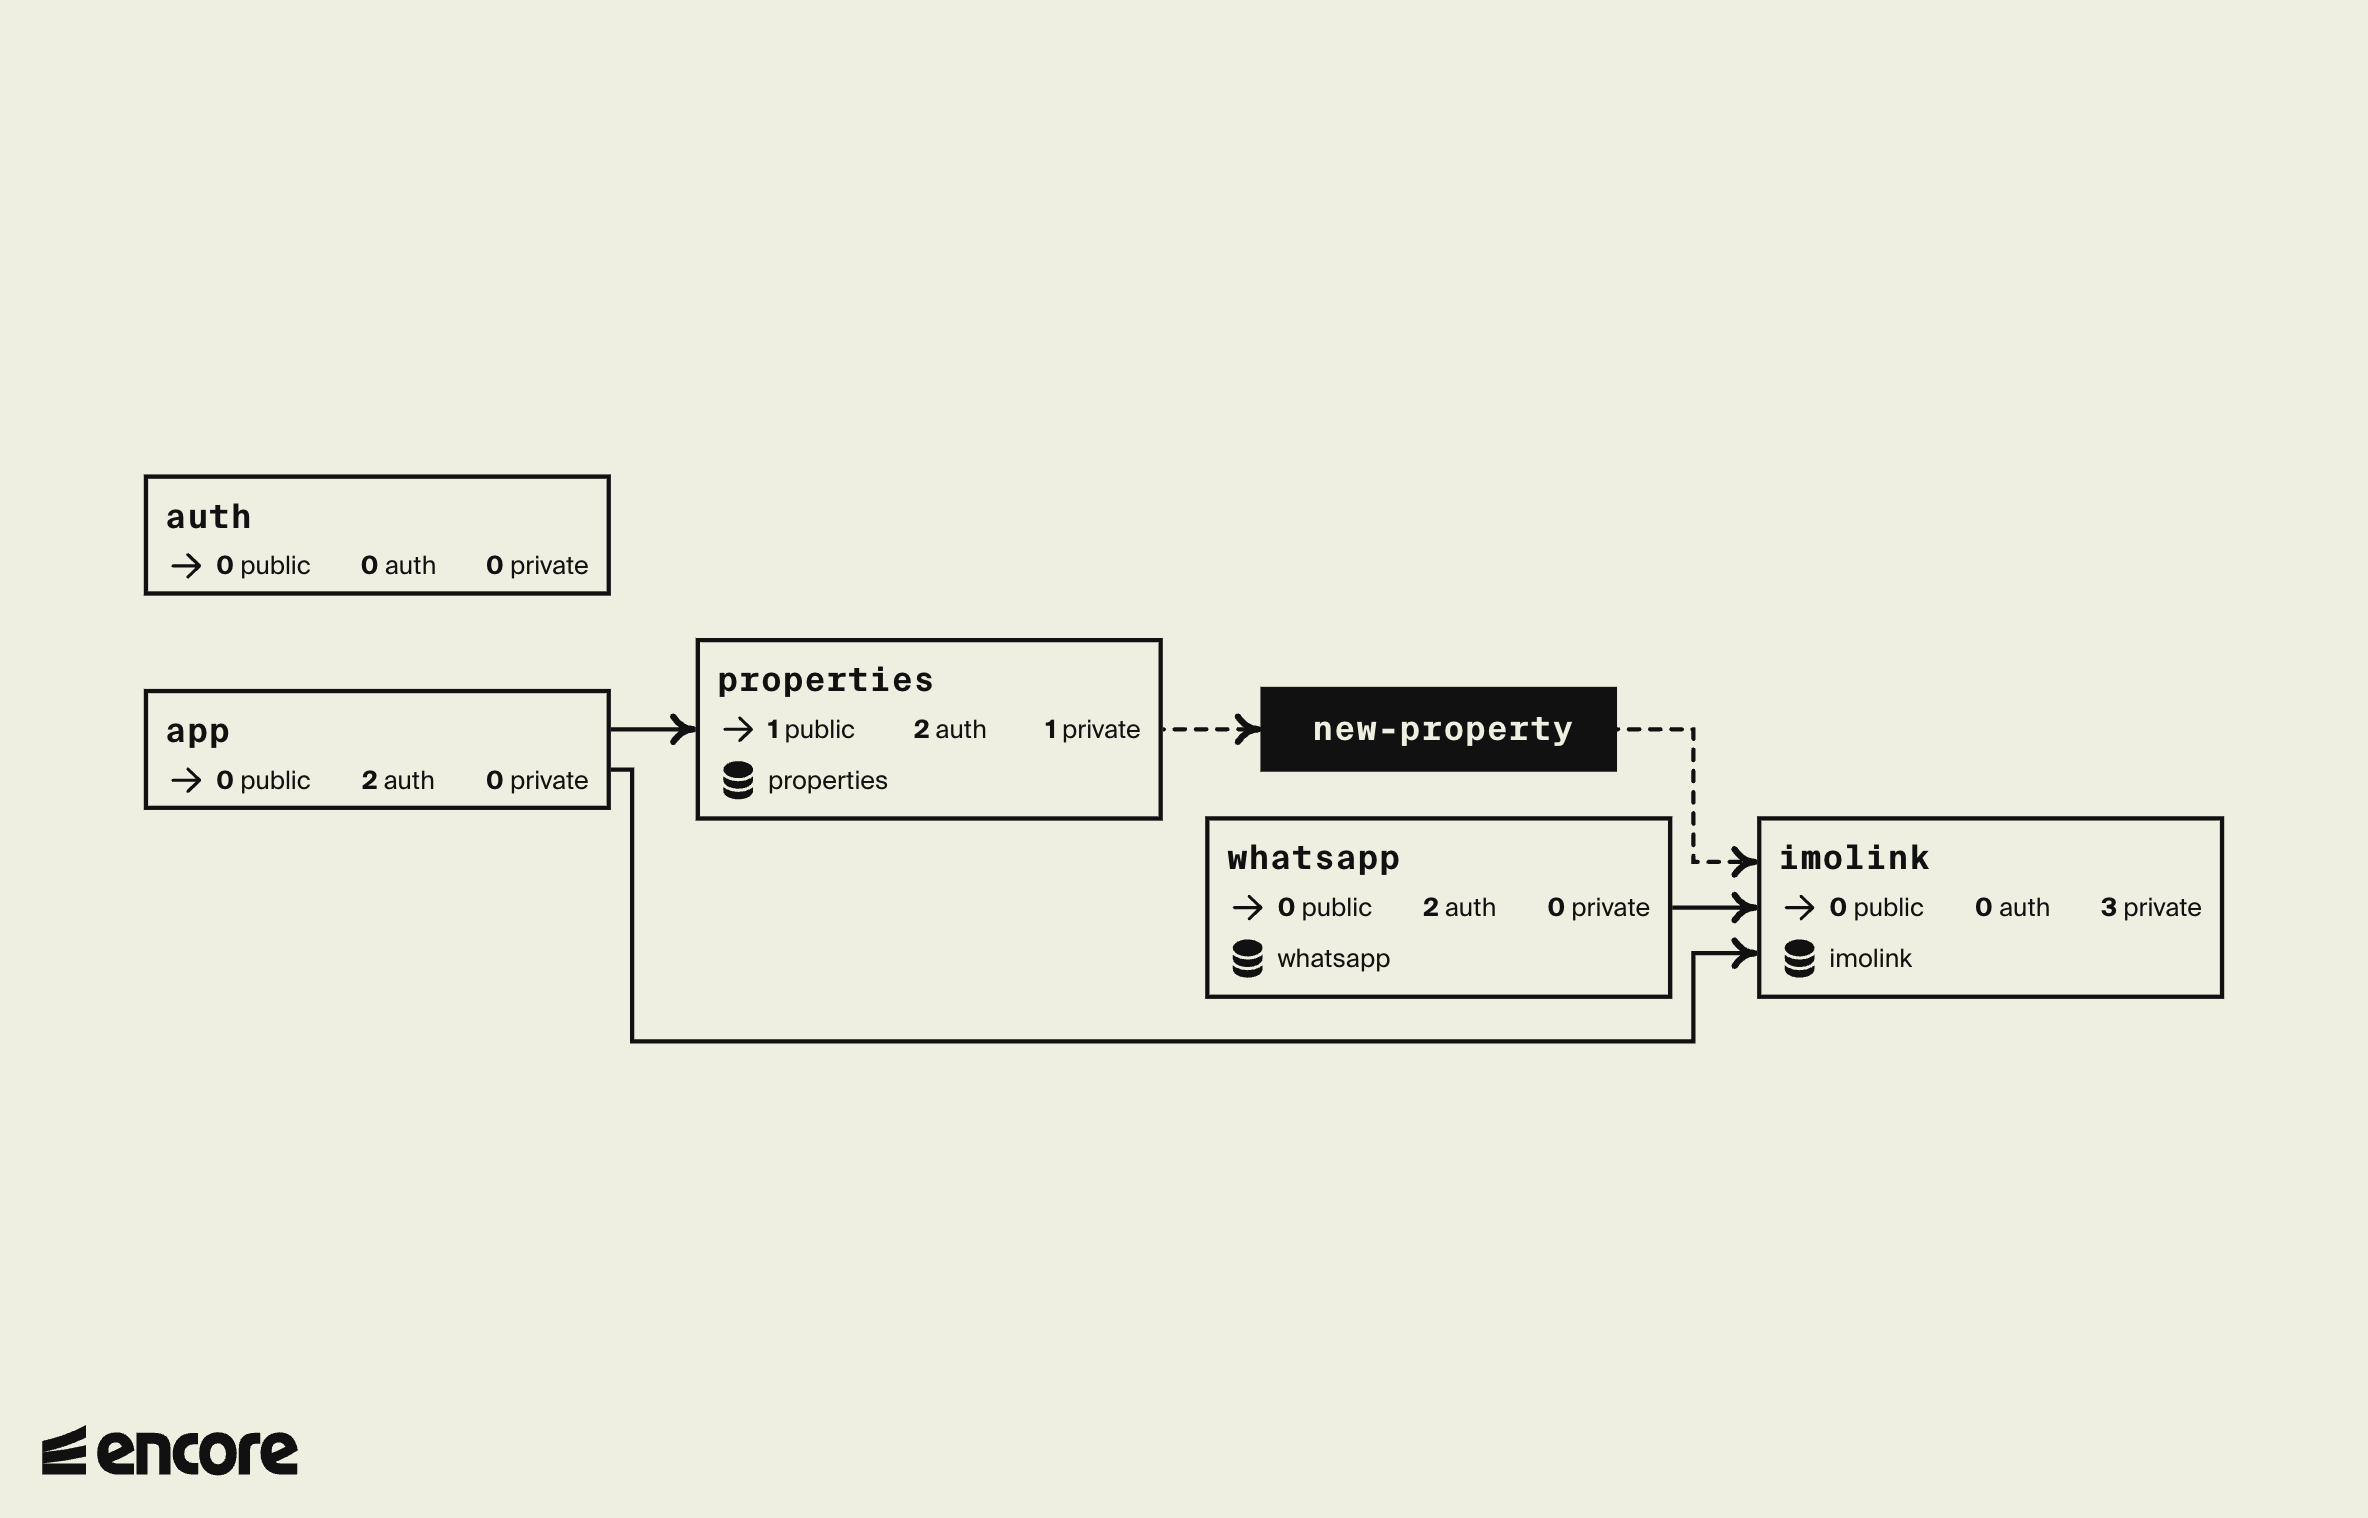 auth
0 public 0 auth 0 private
app
0 public 2 auth 0 private
properties
1 public 2 auth 1 private
properties
new-property
whatsapp
0 public 2 auth 0 private
whatsapp
imolink
0 public 0 auth 3 private
imolink
encore